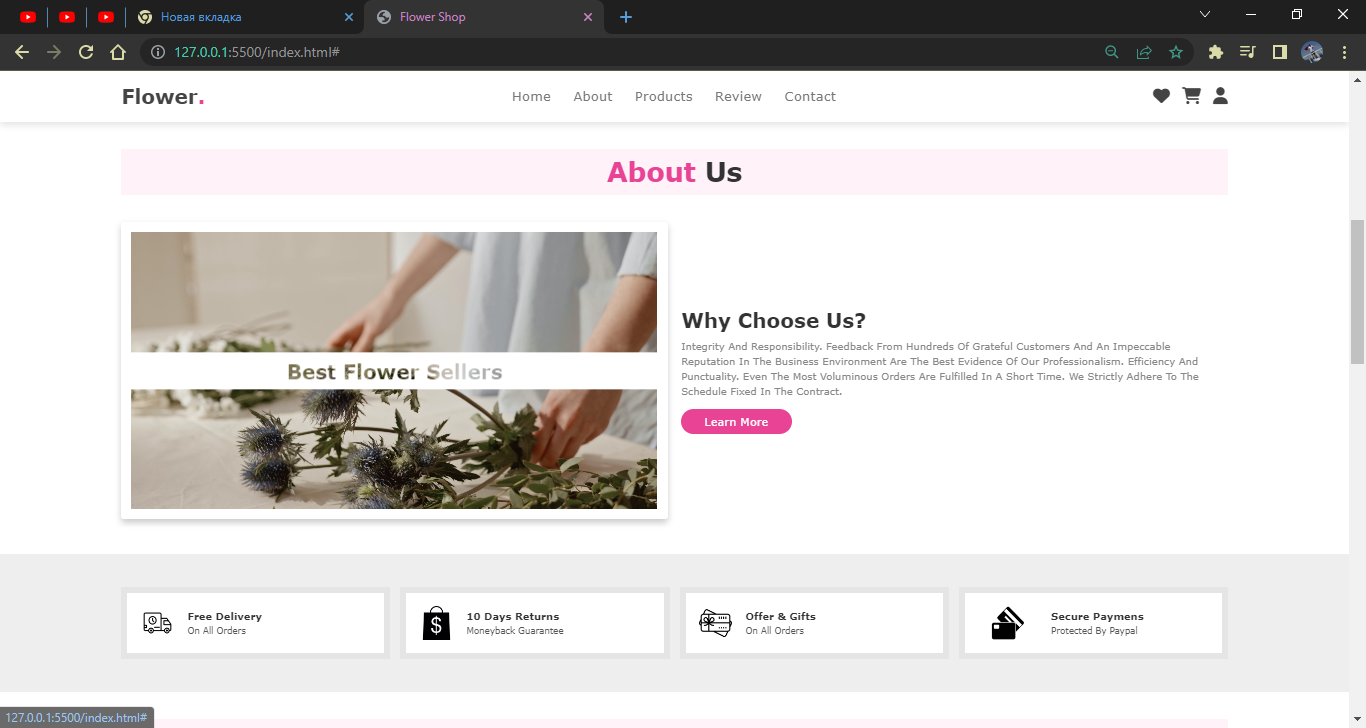 Новая вкладка
Flower Shop
127.0.0.1:5500/index.html#
Flower.
Home About Products Review Contact
About Us
Best Flower Sellers
Why Choose Us?
Integrity And Responsibility. Feedback From Hundreds Of Grateful Customers And An Impeccable
Reputation In The Business Environment Are The Best Evidence Of Our Professionalism. Efficiency And
Punctuality. Even The Most Voluminous Orders Are Fulfilled In A Short Time. We Strictly Adhere To The
Schedule Fixed In The Contract.
Learn More
Free Delivery
On All Orders
10 Days Returns
Moneyback Guarantee
Offer & Gifts
On All Orders
Secure Paymens
Protected By Paypal
127.0.0.1:5500/index.html#